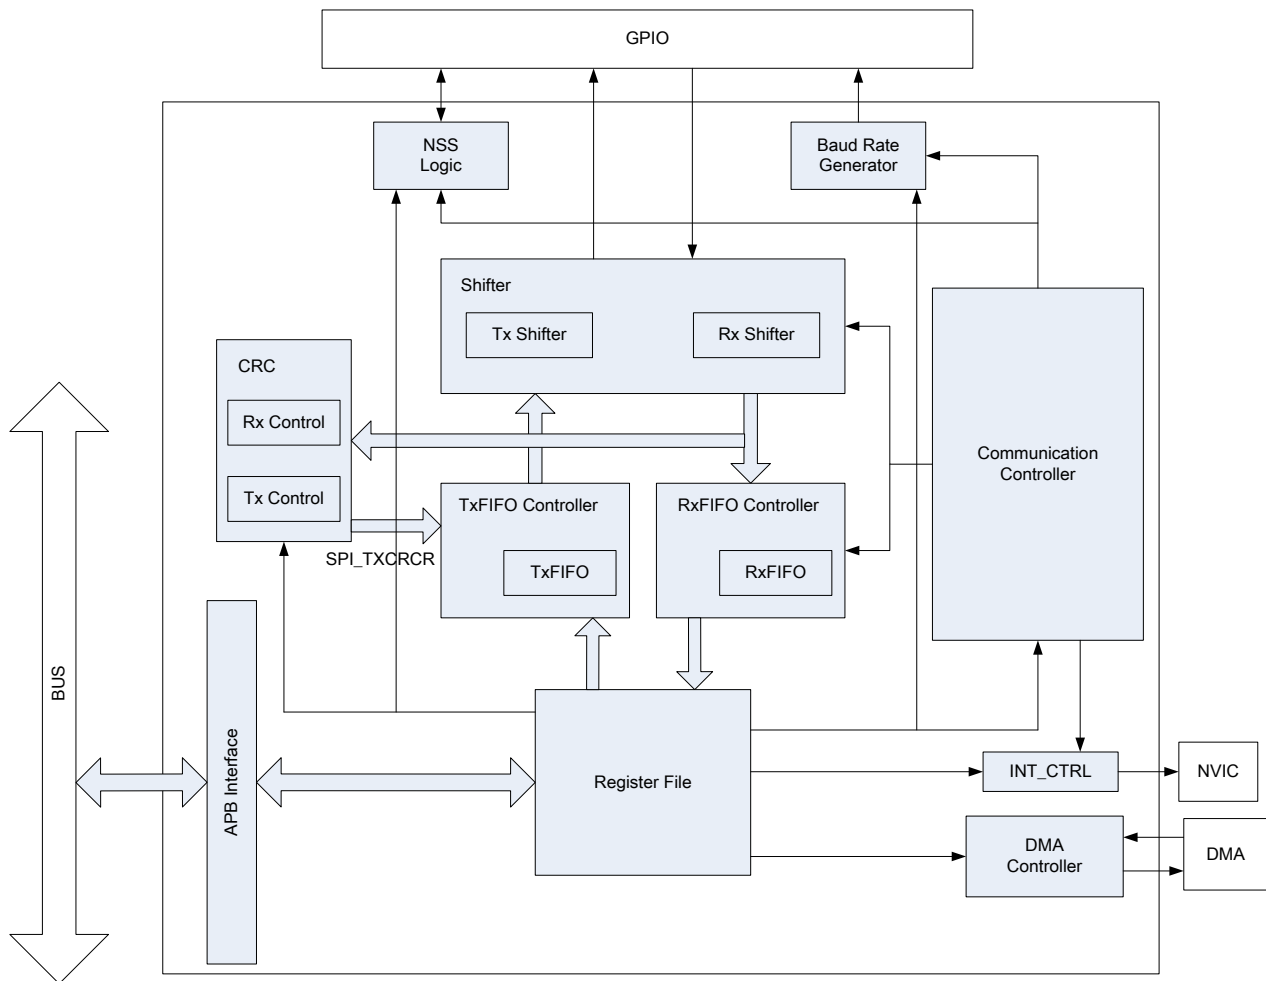 GPIO
NSS
Logic
Baud Rate
Generator
Shifter
Tx Shifter
Rx Shifter
CRC
Rx Control
Tx Control
Communication
Controller
TxFIFO Controller
RxFIFO Controller
SPI_TXCRCR
TxFIFO
RxFIFO
BUS
APB Interface
Register File
INT_CTRL
NVIC
DMA
Controller
DMA